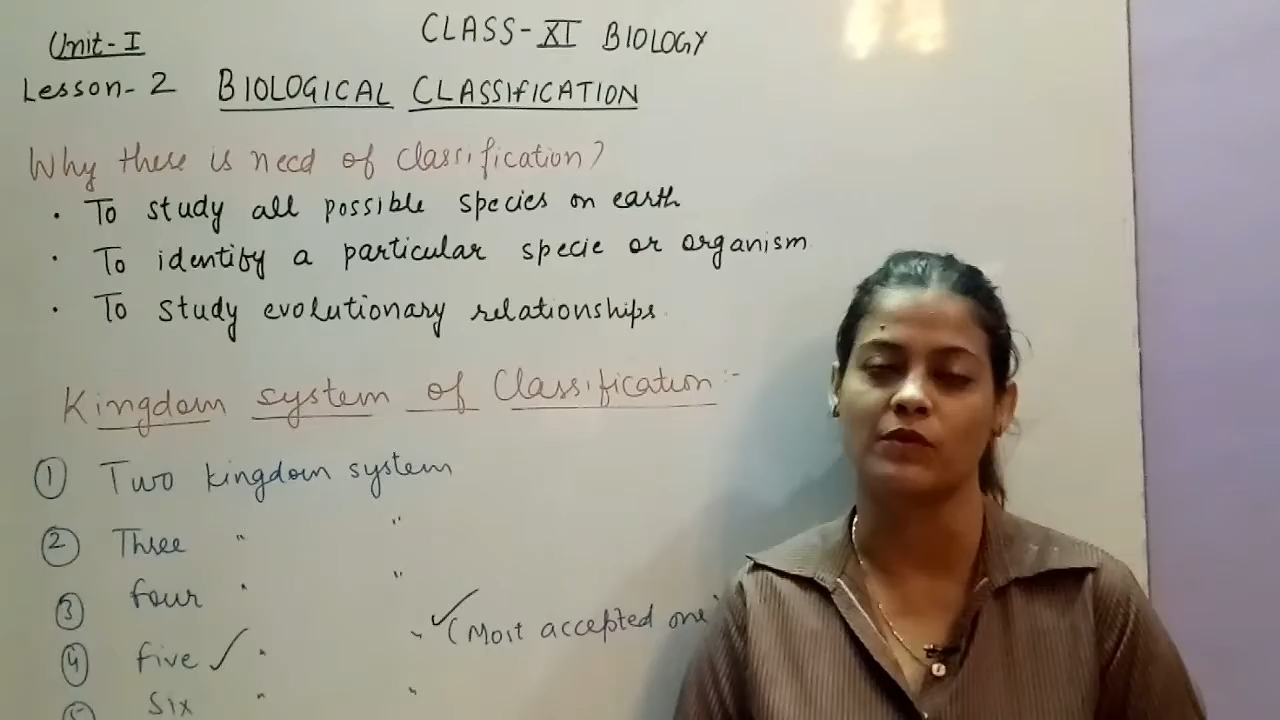 CLASS-XI BIOLOGY
Unit-I
Lesson-2 BIOLOGICAL CLASSIFICATION
Why there is need of classification?
· To study all possible species on earth
· To identify a particular specie or organism
· To study evolutionary relationships.
Kingdom system of Classification:-
① Two kingdom system
② Three " "
③ four " "
④ five ✓ " " ✓ (Most accepted one)
⑤ Six " "